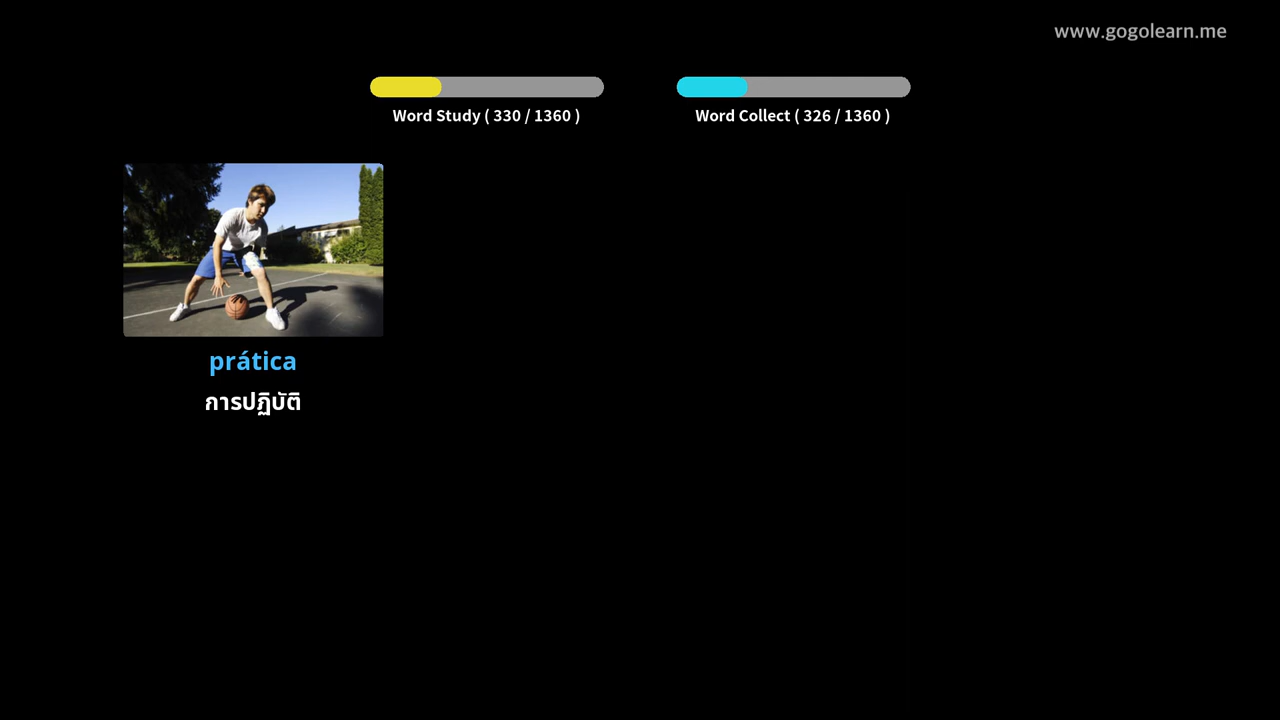 www.gogolearn.me
Word Study ( 330 / 1360 )
Word Collect ( 326 / 1360 )
prática
การปฏิบัติ